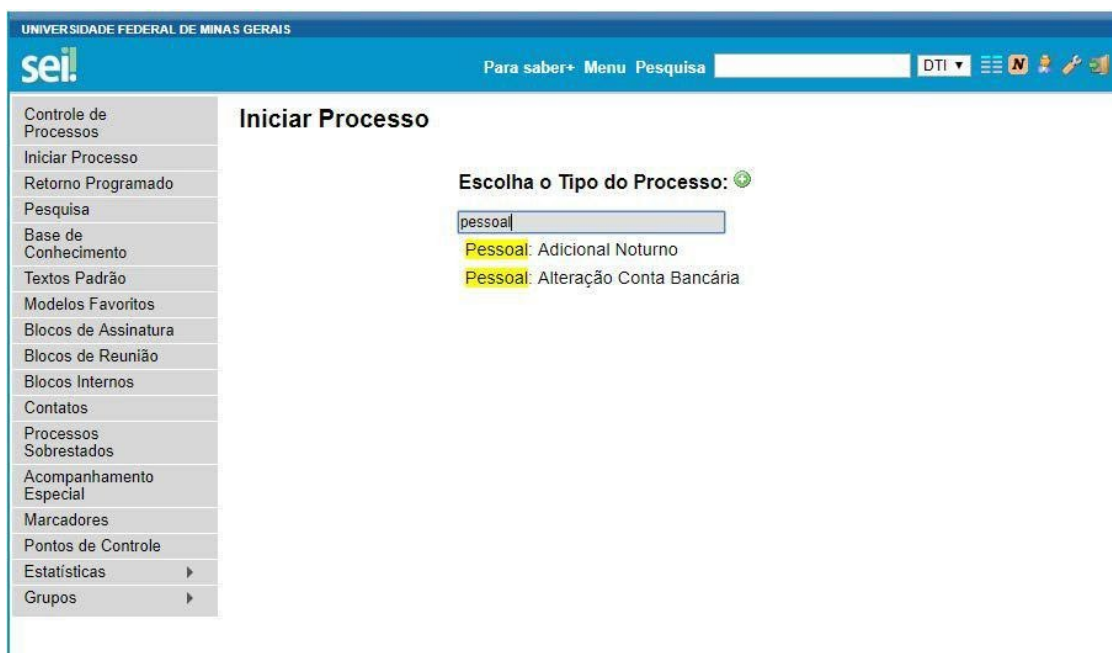 UNIVERSIDADE FEDERAL DE MINAS GERAIS
sei!
Para saber+ Menu Pesquisa
DTI
N
Controle de
Processos
Iniciar Processo
Retorno Programado
Pesquisa
Base de
Conhecimento
Textos Padrão
Modelos Favoritos
Blocos de Assinatura
Blocos de Reunião
Blocos Internos
Contatos
Processos
Sobrestados
Acompanhamento
Especial
Marcadores
Pontos de Controle
Estatísticas
Grupos
Iniciar Processo
Escolha o Tipo do Processo:
pessoal
Pessoal: Adicional Noturno
Pessoal: Alteração Conta Bancária